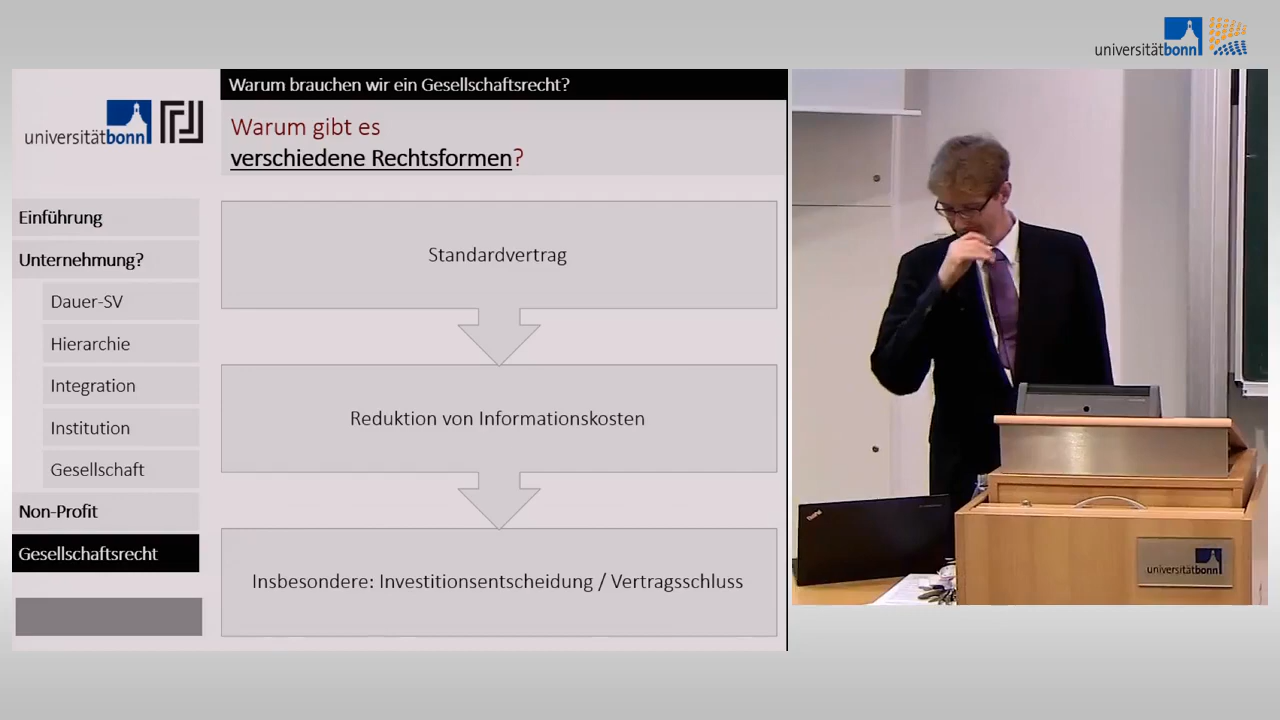 universitätbonn
Warum brauchen wir ein Gesellschaftsrecht?
universitätbonn
Warum gibt es
verschiedene Rechtsformen?
Einführung
Unternehmung?
Dauer-SV
Hierarchie
Integration
Institution
Gesellschaft
Non-Profit
Gesellschaftsrecht
Standardvertrag
Reduktion von Informationskosten
Insbesondere: Investitionsentscheidung / Vertragsschluss
ThinkPad
universitätbonn